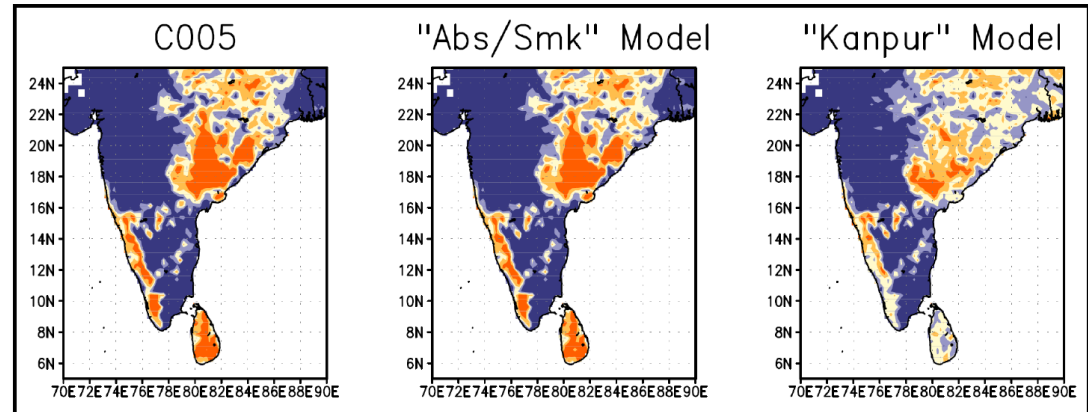 C005
"Abs/Smk" Model
"Kanpur" Model
24N
22N
20N
18N
16N
14N
12N
10N
8N
6N
70E72E74E76E78E80E82E84E86E88E90E
24N
22N
20N
18N
16N
14N
12N
10N
8N
6N
70E72E74E76E78E80E82E84E86E88E90E
24N
22N
20N
18N
16N
14N
12N
10N
8N
6N
70E72E74E76E78E80E82E84E86E88E90E